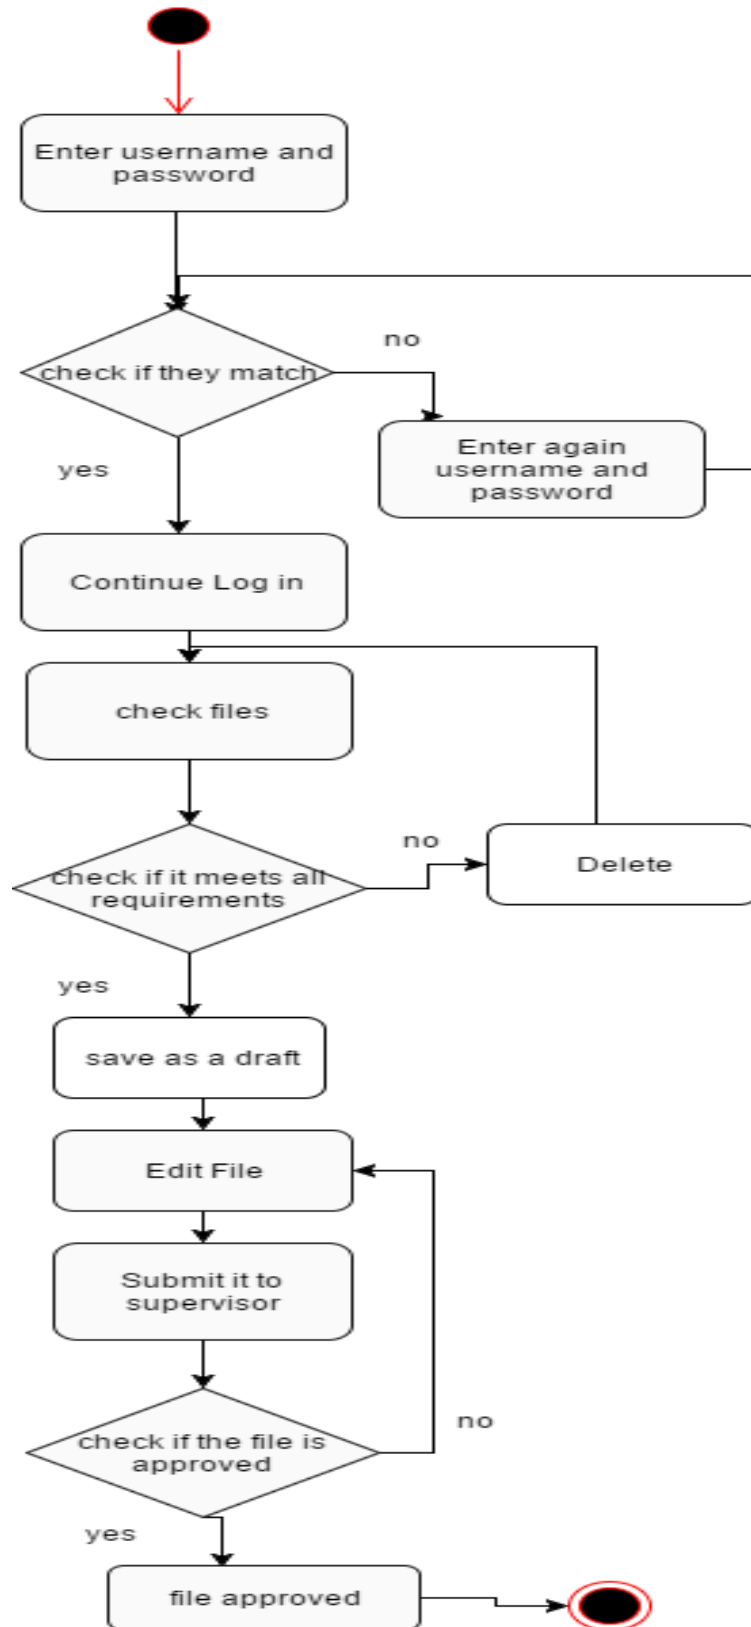 Enter username and
password
check if they match
no
yes
Enter again
username and
password
Continue Log in
check files
check if it meets all
requirements
no
Delete
yes
save as a draft
Edit File
Submit it to
supervisor
check if the file is
approved
no
yes
file approved